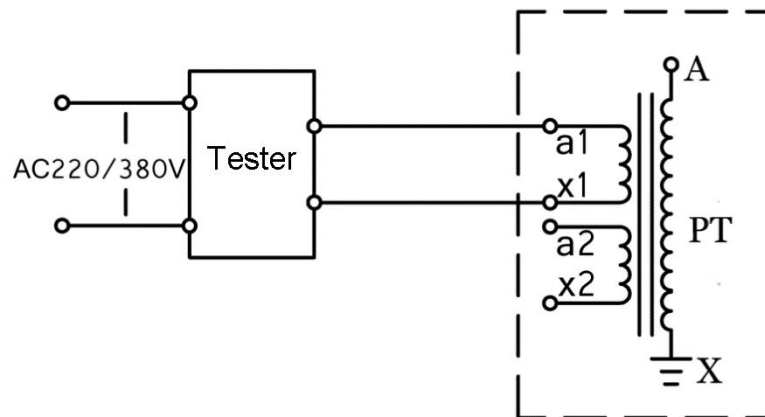 AC220/380V
Tester
a1
x1
a2
x2
A
PT
X